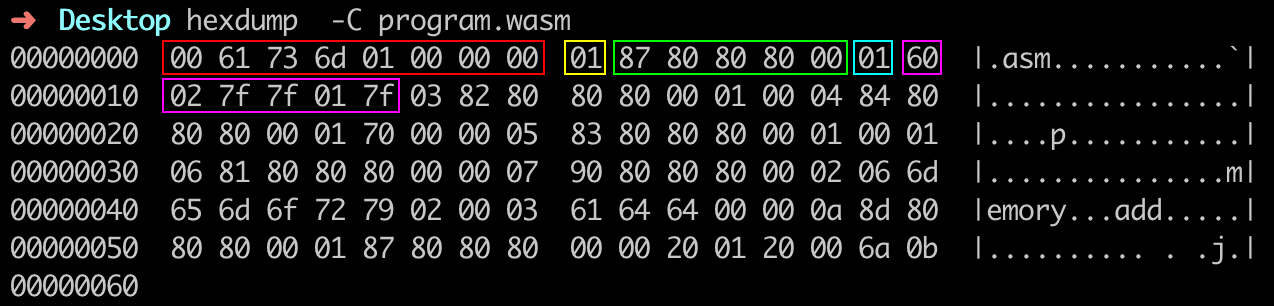 ➜ Desktop hexdump -C program.wasm
00000000 00 61 73 6d 01 00 00 00 01 87 80 80 80 00 01 60 |.asm...........`|
00000010 02 7f 7f 01 7f 03 82 80 80 80 00 01 00 04 84 80 |................|
00000020 80 80 00 01 70 00 00 05 83 80 80 80 00 01 00 01 |....p...........|
00000030 06 81 80 80 80 00 00 07 90 80 80 80 00 02 06 6d |...............m|
00000040 65 6d 6f 72 79 02 00 03 61 64 64 00 00 0a 8d 80 |emory...add.....|
00000050 80 80 00 01 87 80 80 80 00 00 20 01 20 00 6a 0b |.......... . .j.|
00000060